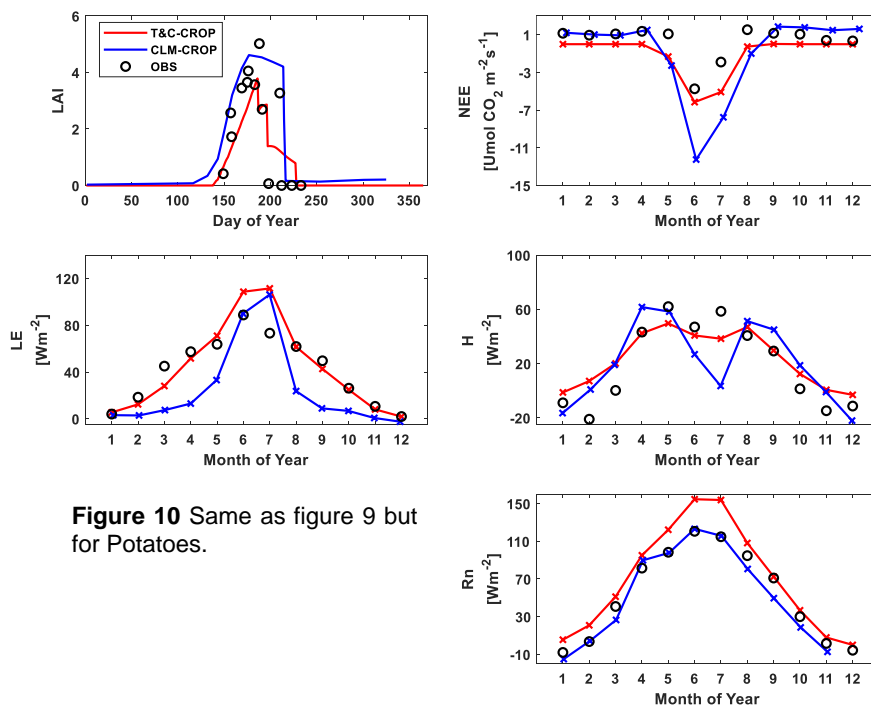 6
4
2
0
LAI
T&C-CROP
CLM-CROP
OBS
0 50 100 150 200 250 300 350
Day of Year
1
-3
-7
-11
-15
NEE
[Umol CO2 m-2s-1]
1 2 3 4 5 6 7 8 9 10 11 12
Month of Year
120
80
40
0
LE
[Wm-2]
1 2 3 4 5 6 7 8 9 10 11 12
Month of Year
100
60
20
-20
H
[Wm-2]
1 2 3 4 5 6 7 8 9 10 11 12
Month of Year
Figure 10 Same as figure 9 but
for Potatoes.
150
110
70
30
-10
Rn
[Wm-2]
1 2 3 4 5 6 7 8 9 10 11 12
Month of Year